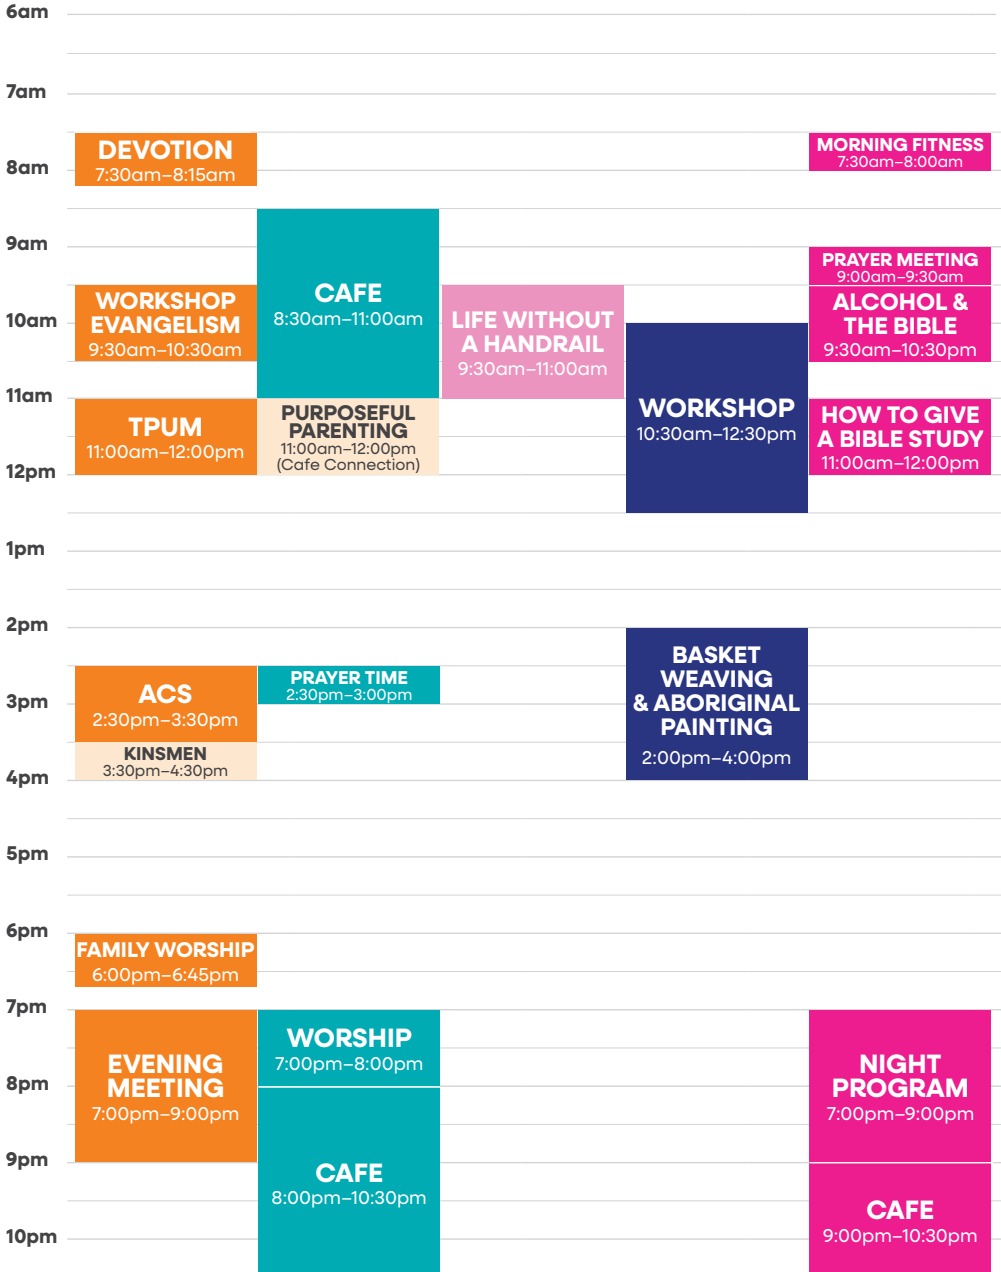 6am
7am
8am
9am
10am
11am
12pm
1pm
2pm
3pm
4pm
5pm
6pm
7pm
8pm
9pm
10pm
DEVOTION
7:30am–8:15am
WORKSHOP
EVANGELISM
9:30am–10:30am
TPUM
11:00am–12:00pm
ACS
2:30pm–3:30pm
KINSMEN
3:30pm–4:30pm
FAMILY WORSHIP
6:00pm–6:45pm
EVENING
MEETING
7:00pm–9:00pm
CAFE
8:30am–11:00am
PURPOSEFUL
PARENTING
11:00am–12:00pm
(Cafe Connection)
PRAYER TIME
2:30pm–3:00pm
WORSHIP
7:00pm–8:00pm
CAFE
8:00pm–10:30pm
LIFE WITHOUT
A HANDRAIL
9:30am–11:00am
WORKSHOP
10:30am–12:30pm
BASKET
WEAVING
& ABORIGINAL
PAINTING
2:00pm–4:00pm
MORNING FITNESS
7:30am–8:00am
PRAYER MEETING
9:00am–9:30am
ALCOHOL &
THE BIBLE
9:30am–10:30pm
HOW TO GIVE
A BIBLE STUDY
11:00am–12:00pm
NIGHT
PROGRAM
7:00pm–9:00pm
CAFE
9:00pm–10:30pm